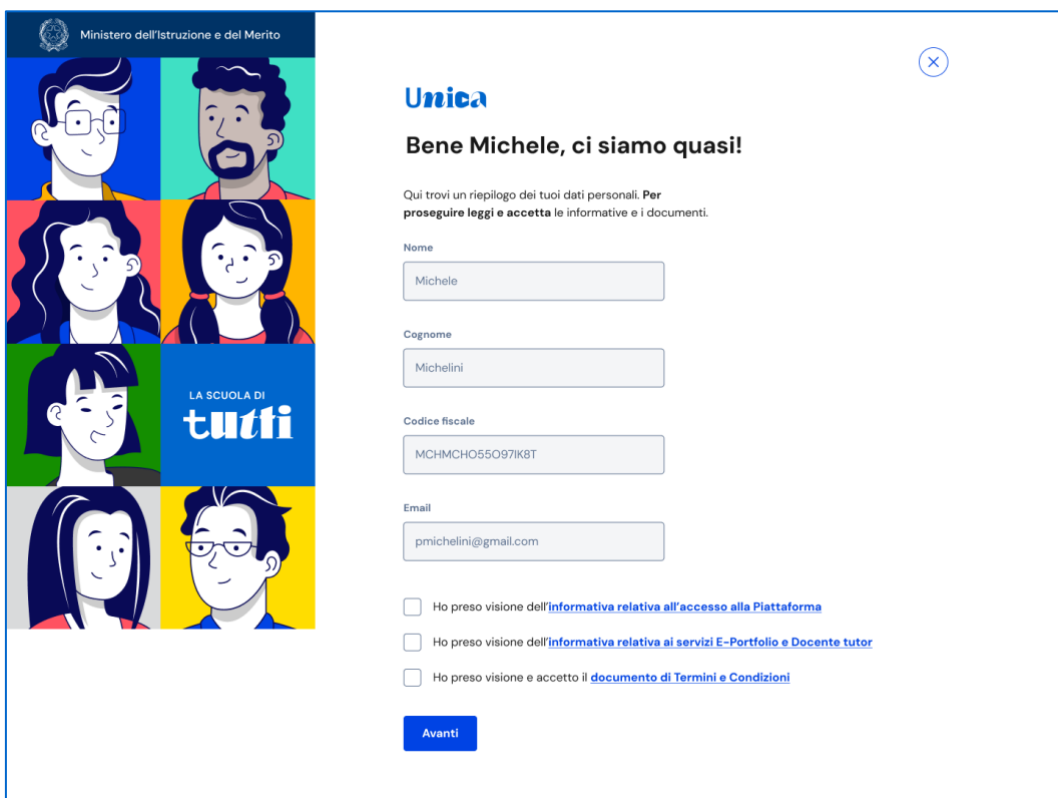 Ministero dell'Istruzione e del Merito
LA SCUOLA DI
tutti
Unica
Bene Michele, ci siamo quasi!
Qui trovi un riepilogo dei tuoi dati personali. Per
proseguire leggi e accetta le informative e i documenti.
Nome
Michele
Cognome
Michelini
Codice fiscale
MCHMCHO55O97IK8T
Email
pmichelini@gmail.com
Ho preso visione dell'informativa relativa all'accesso alla Piattaforma
Ho preso visione dell'informativa relativa ai servizi E-Portfolio e Docente tutor
Ho preso visione e accetto il documento di Termini e Condizioni
Avanti